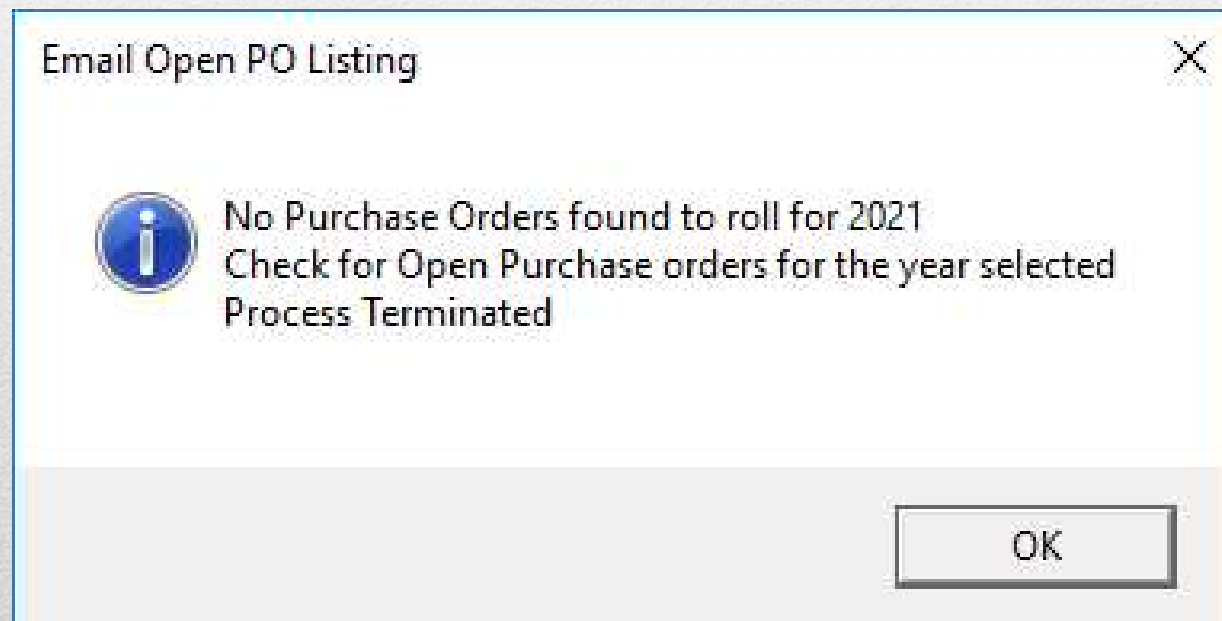 Email Open PO Listing
No Purchase Orders found to roll for 2021
Check for Open Purchase orders for the year selected
Process Terminated
OK